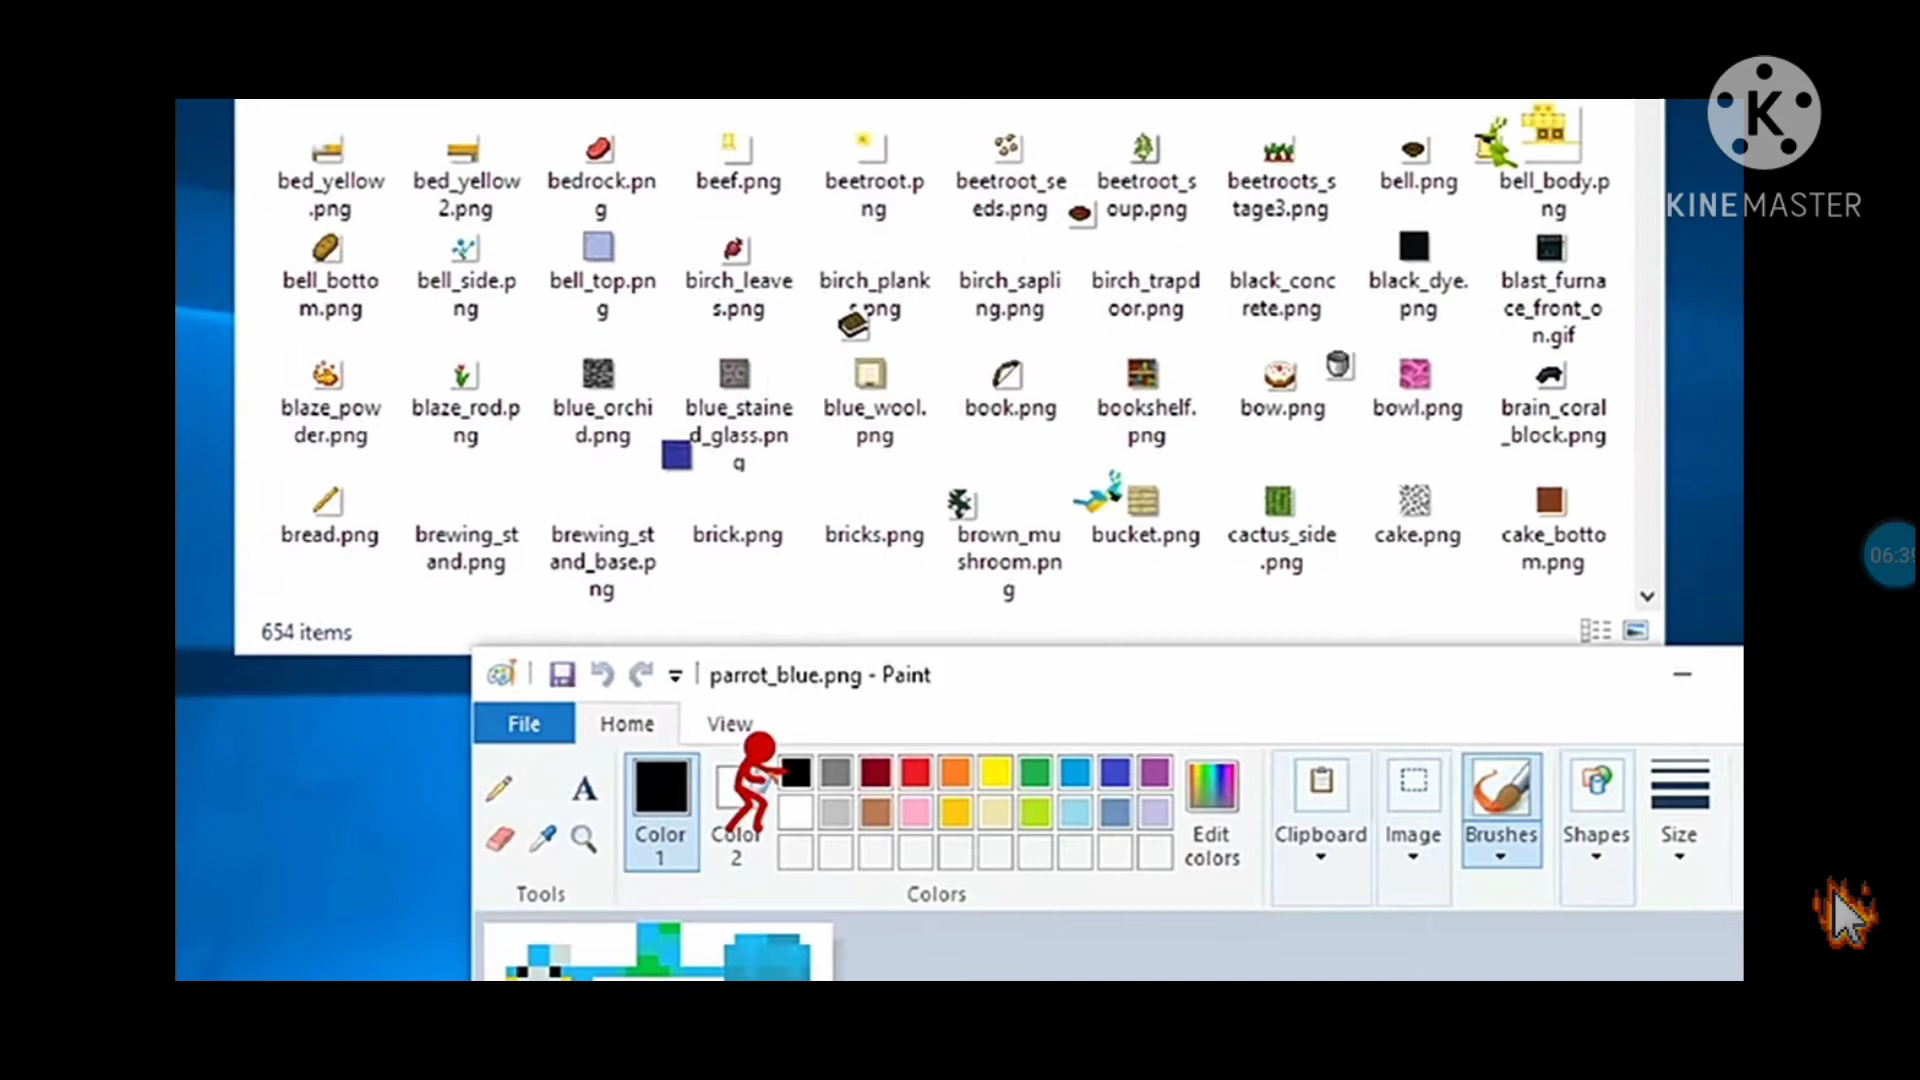 K
KINEMASTER
bed_yellow bed_yellow bedrock.pn beef.png beetroot.p beetroot_se beetroot_s beetroots_s bell.png bell_body.p
.png 2.png g ng eds.png oup.png tage3.png ng
bell_botto bell_side.p bell_top.pn birch_leave birch_plank birch_sapli birch_trapd black_conc black_dye. blast_furna
m.png ng g s.png s.png ng.png oor.png rete.png png ce_front_o
n.gif
blaze_pow blaze_rod.p blue_orchi blue_staine blue_wool. book.png bookshelf. bow.png bowl.png brain_coral
der.png ng d.png d_glass.pn png png _block.png
g
bread.png brewing_st brewing_st brick.png bricks.png brown_mu bucket.png cactus_side cake.png cake_botto
and.png and_base.p shroom.pn .png m.png
ng g
06:39
654 items
parrot_blue.png - Paint
File Home View
A
Color Color Edit Clipboard Image Brushes Shapes Size
1 2 colors
Tools Colors